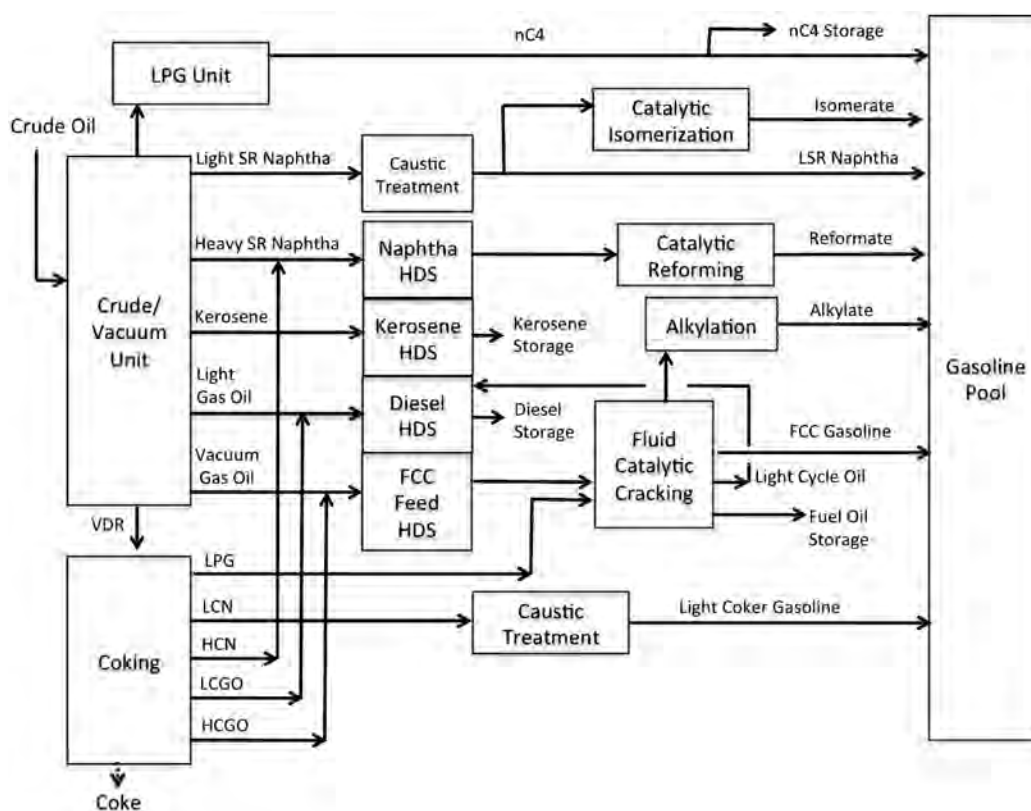 nC4
nC4 Storage
LPG Unit
Crude Oil
Catalytic
Isomerization
Isomerate
Light SR Naphtha
Caustic
Treatment
LSR Naphtha
Heavy SR Naphtha
Naphtha
HDS
Catalytic
Reforming
Reformate
Crude/
Vacuum
Unit
Kerosene
Kerosene
HDS
Kerosene
Storage
Alkylation
Alkylate
Gasoline
Pool
Light
Gas Oil
Diesel
HDS
Diesel
Storage
Fluid
Catalytic
Cracking
FCC Gasoline
Vacuum
Gas Oil
FCC
Feed
HDS
Light Cycle Oil
Fuel Oil
Storage
VDR
LPG
LCN
Caustic
Treatment
Light Coker Gasoline
Coking
HCN
LCGO
HCGO
Coke